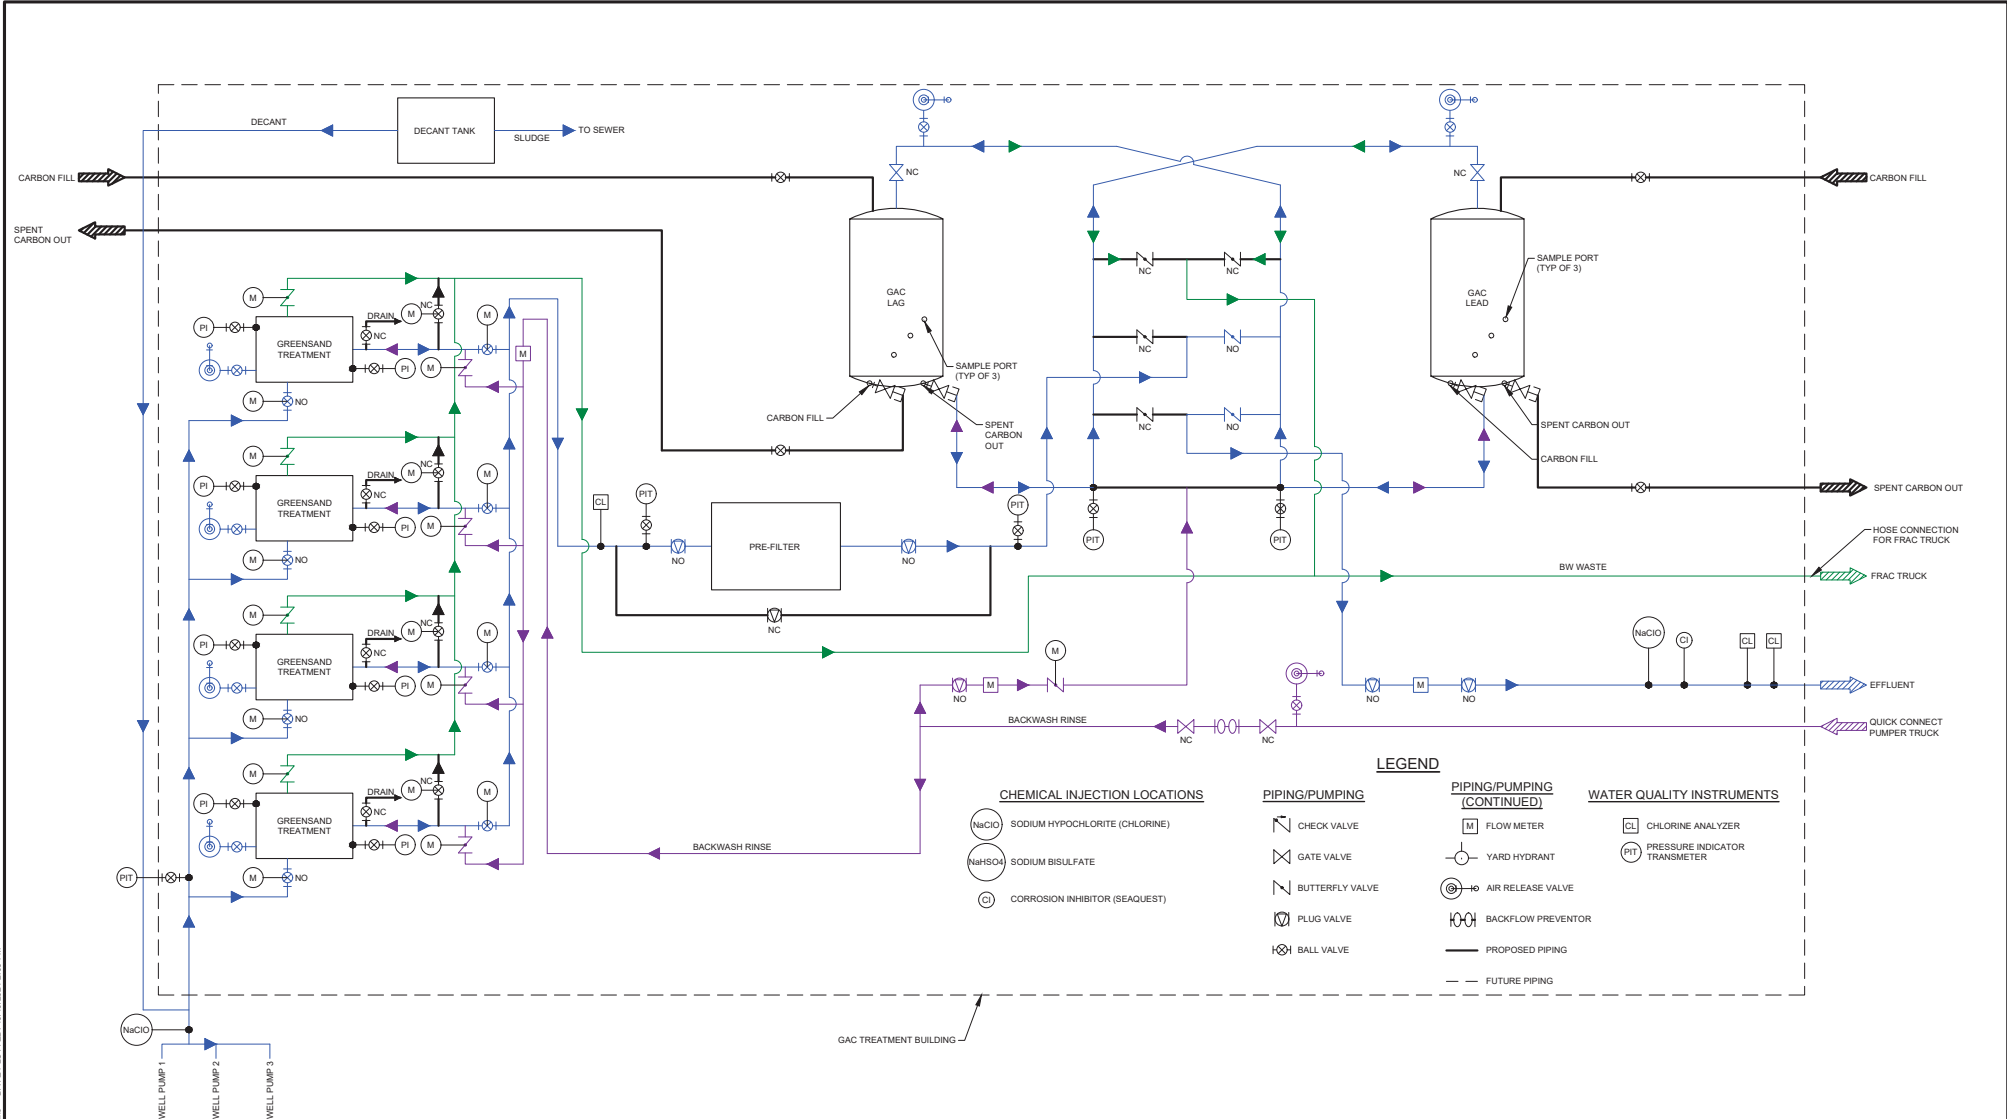 DECANT
DECANT TANK
SLUDGE
TO SEWER
CARBON FILL
SPENT
CARBON OUT
NC
NC
CARBON FILL
GAC
LAG
GAC
LEAD
SAMPLE PORT
(TYP OF 3)
SAMPLE PORT
(TYP OF 3)
CARBON FILL
SPENT
CARBON
OUT
SPENT CARBON OUT
CARBON FILL
SPENT CARBON OUT
NC
NC
NC
NO
NC
NO
M
PI
GREENSAND
TREATMENT
DRAIN
NC
M
NC
M
PI
M
M
NO
M
M
PI
GREENSAND
TREATMENT
DRAIN
NC
M
NC
M
PI
M
M
NO
M
PI
GREENSAND
TREATMENT
DRAIN
NC
M
NC
M
PI
M
M
NO
M
PI
GREENSAND
TREATMENT
DRAIN
NC
M
NC
M
PI
M
M
NO
PIT
CL
PIT
NO
PRE-FILTER
NO
PIT
NC
PIT
PIT
HOSE CONNECTION
FOR FRAC TRUCK
BW WASTE
FRAC TRUCK
NaClO
CI
CL
CL
M
NO
M
NO
M
NO
EFFLUENT
BACKWASH RINSE
NC
NC
QUICK CONNECT
PUMPER TRUCK
BACKWASH RINSE
LEGEND
CHEMICAL INJECTION LOCATIONS
NaClO
SODIUM HYPOCHLORITE (CHLORINE)
NaHSO4
SODIUM BISULFATE
CI
CORROSION INHIBITOR (SEAQUEST)
PIPING/PUMPING
CHECK VALVE
GATE VALVE
BUTTERFLY VALVE
PLUG VALVE
BALL VALVE
PIPING/PUMPING
(CONTINUED)
M
FLOW METER
YARD HYDRANT
AIR RELEASE VALVE
BACKFLOW PREVENTOR
PROPOSED PIPING
FUTURE PIPING
WATER QUALITY INSTRUMENTS
CL
CHLORINE ANALYZER
PIT
PRESSURE INDICATOR
TRANSMETER
GAC TREATMENT BUILDING
NaClO
WELL PUMP 1
WELL PUMP 2
WELL PUMP 3